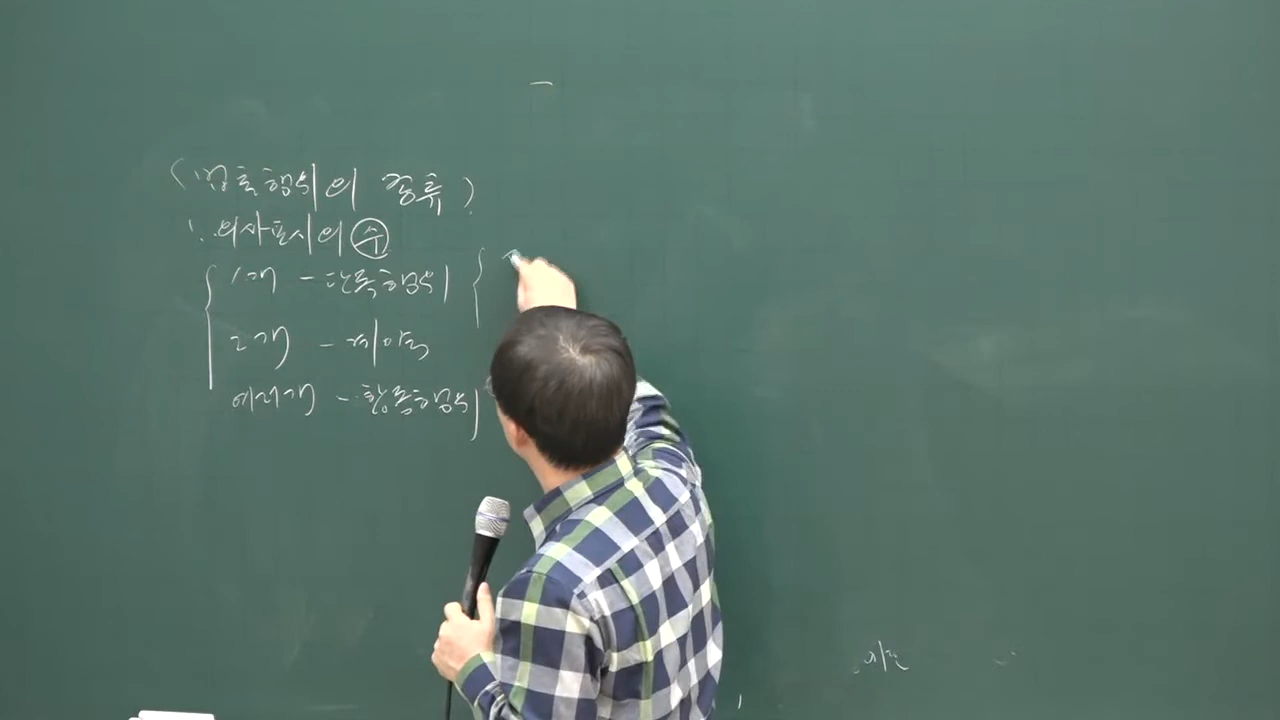 (법률행위의 종류)
1. 의사표시의 수
1개 - 단독행위
2개 - 계약
여러개 - 합동행위